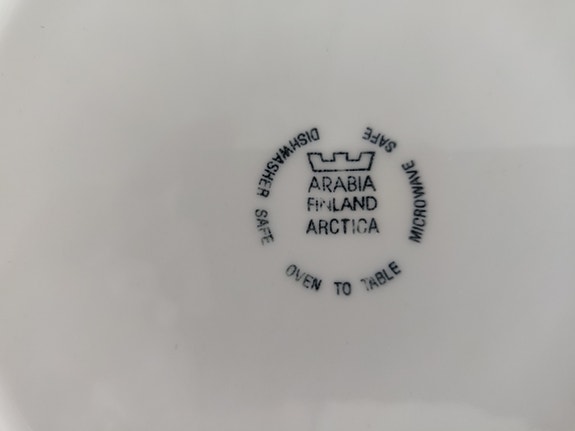 ARABIA
FINLAND
ARCTICA
DISHWASHER SAFE
OVEN TO TABLE
MICROWAVE SAFE